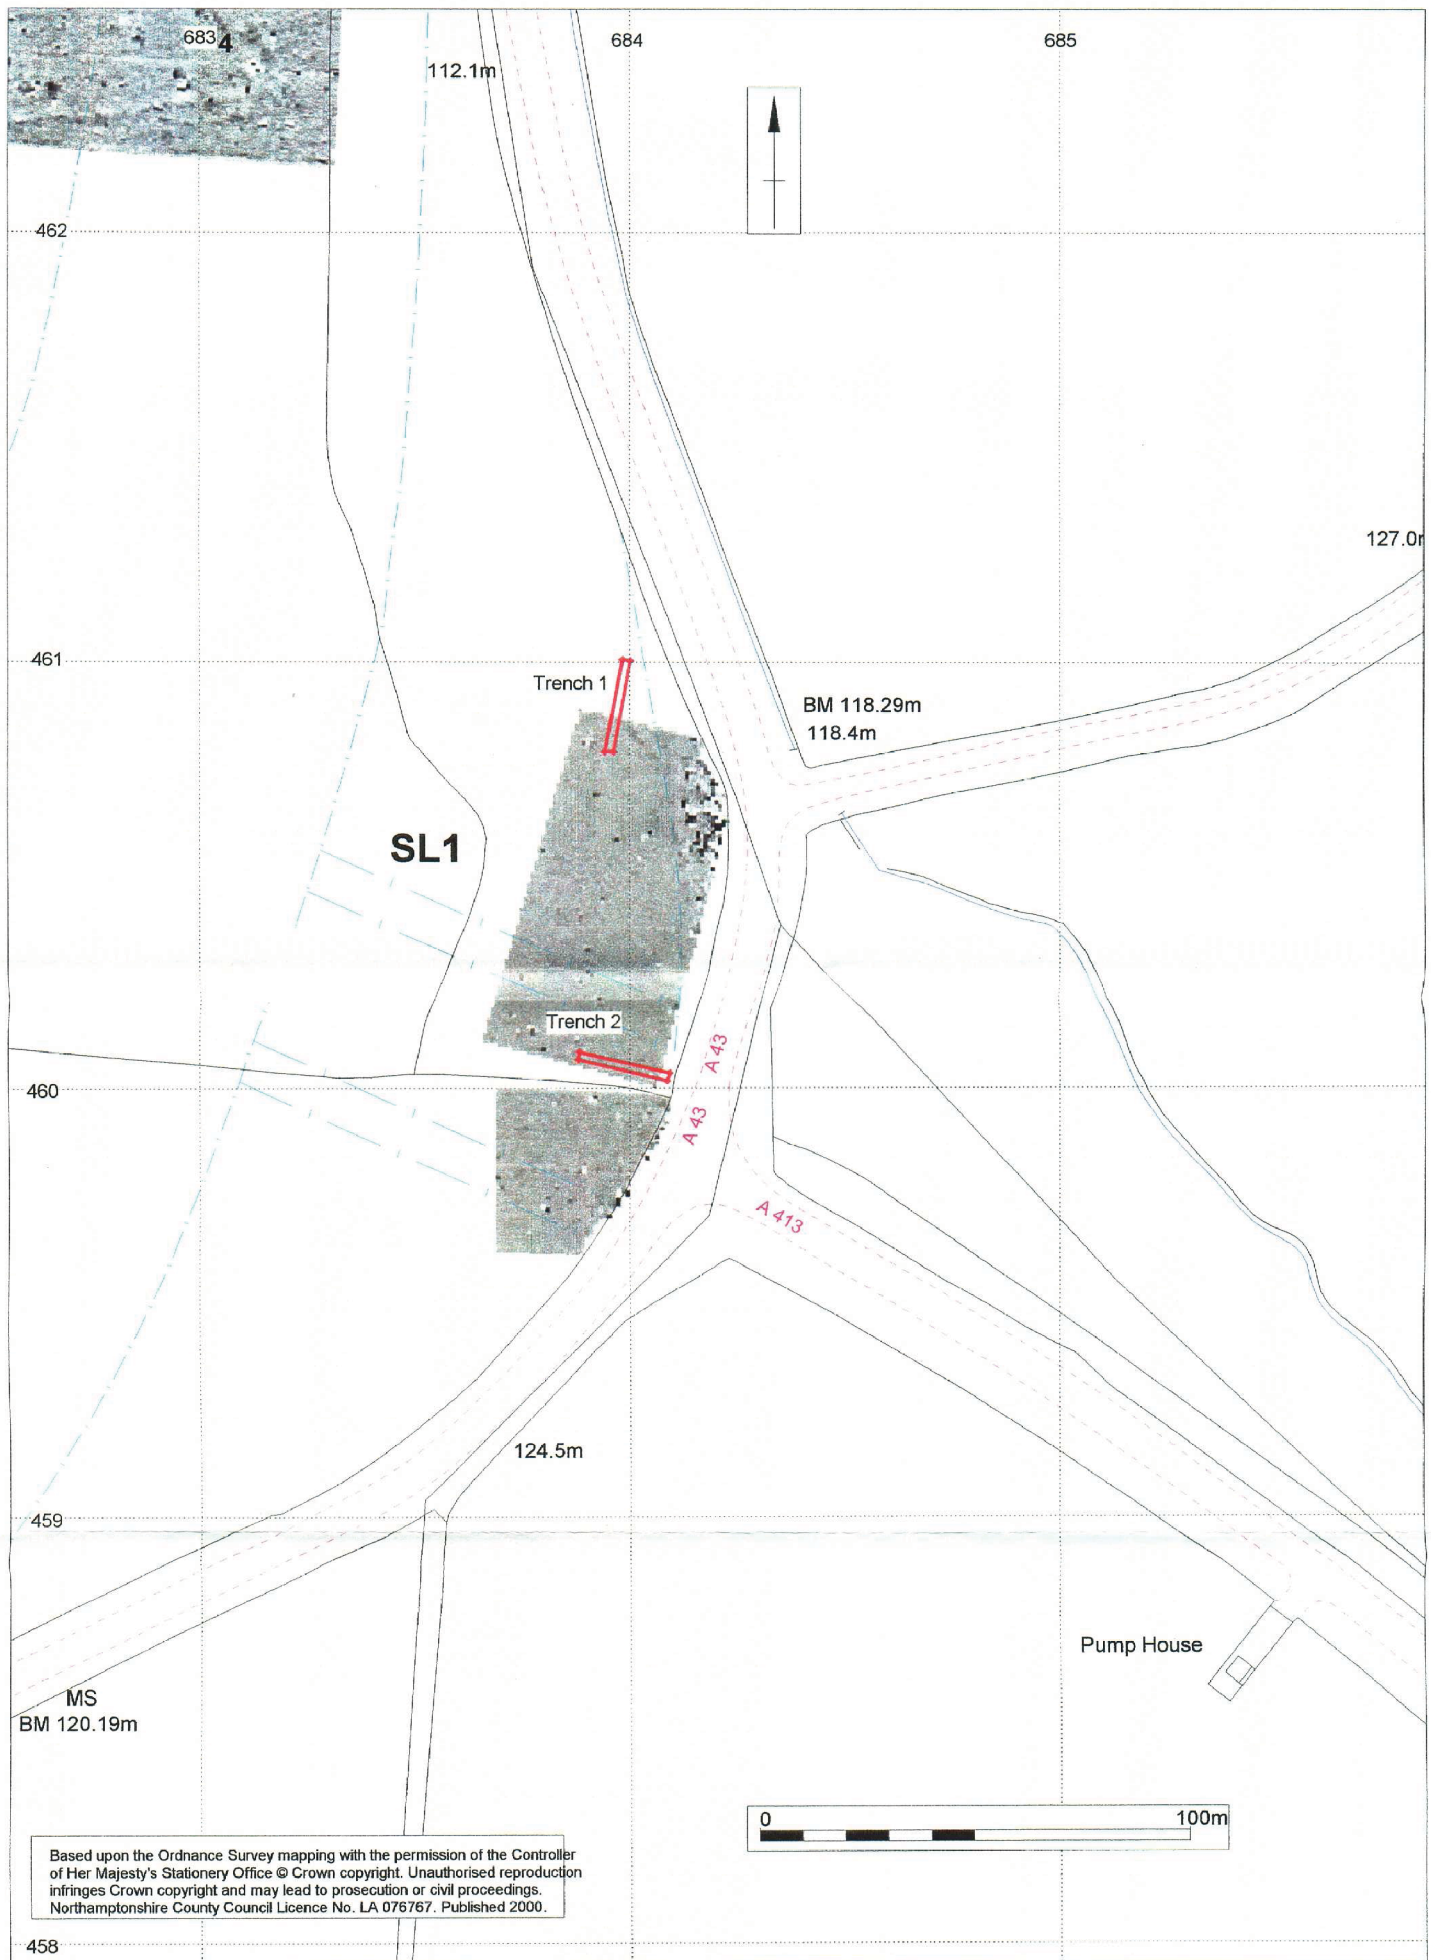 683
4
684
685
112.1m
462
127.0
461
Trench 1
BM 118.29m
118.4m
SL1
Trench 2
A 43
460
A 43
A 413
124.5m
459
Pump House
MS
BM 120.19m
0 100m
Based upon the Ordnance Survey mapping with the permission of the Controller
of Her Majesty's Stationery Office © Crown copyright. Unauthorised reproduction
infringes Crown copyright and may lead to prosecution or civil proceedings.
Northamptonshire County Council Licence No. LA 076767. Published 2000.
458